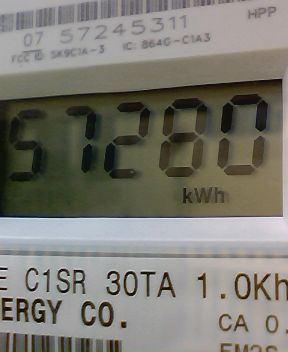 HPP
07 57245311
FCC ID: SK9C1A-3 IC: 864G-C1A3
57280
kWh
E C1SR 30TA 1.0Kh
ERGY CO.
CA 0.